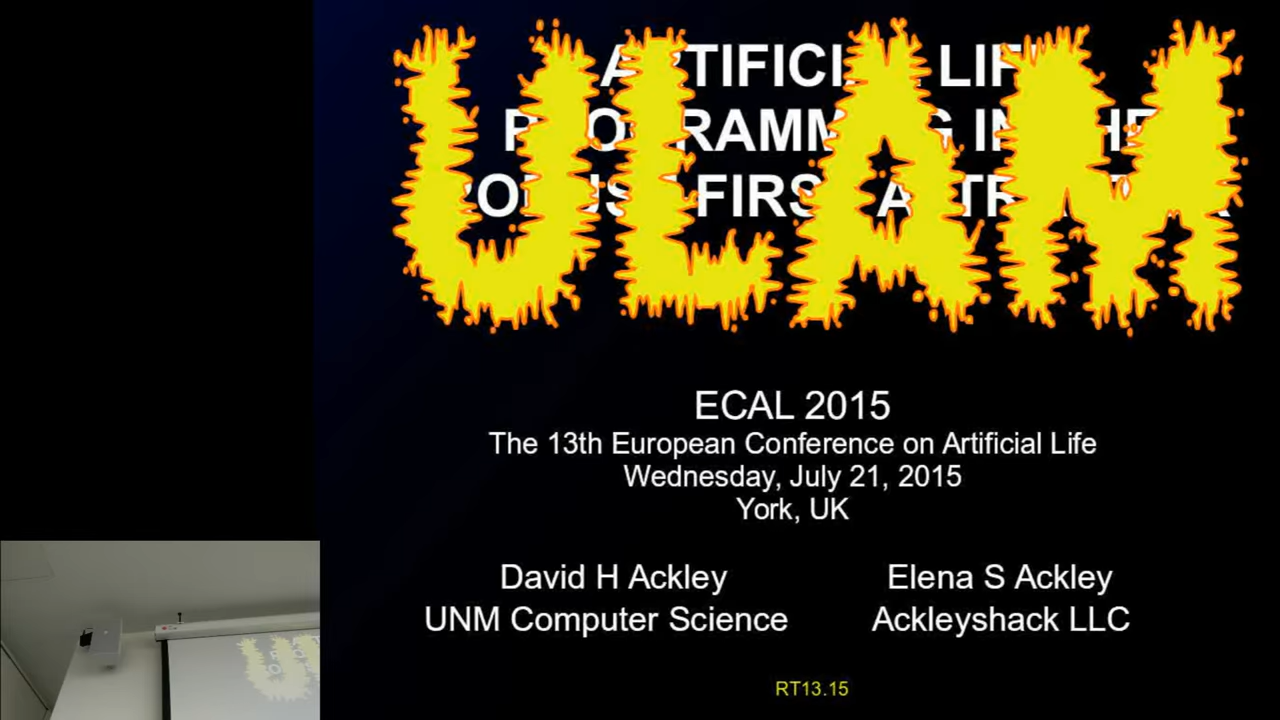 ULAM
ECAL 2015
The 13th European Conference on Artificial Life
Wednesday, July 21, 2015
York, UK
David H Ackley
Elena S Ackley
UNM Computer Science
Ackleyshack LLC
RT13.15